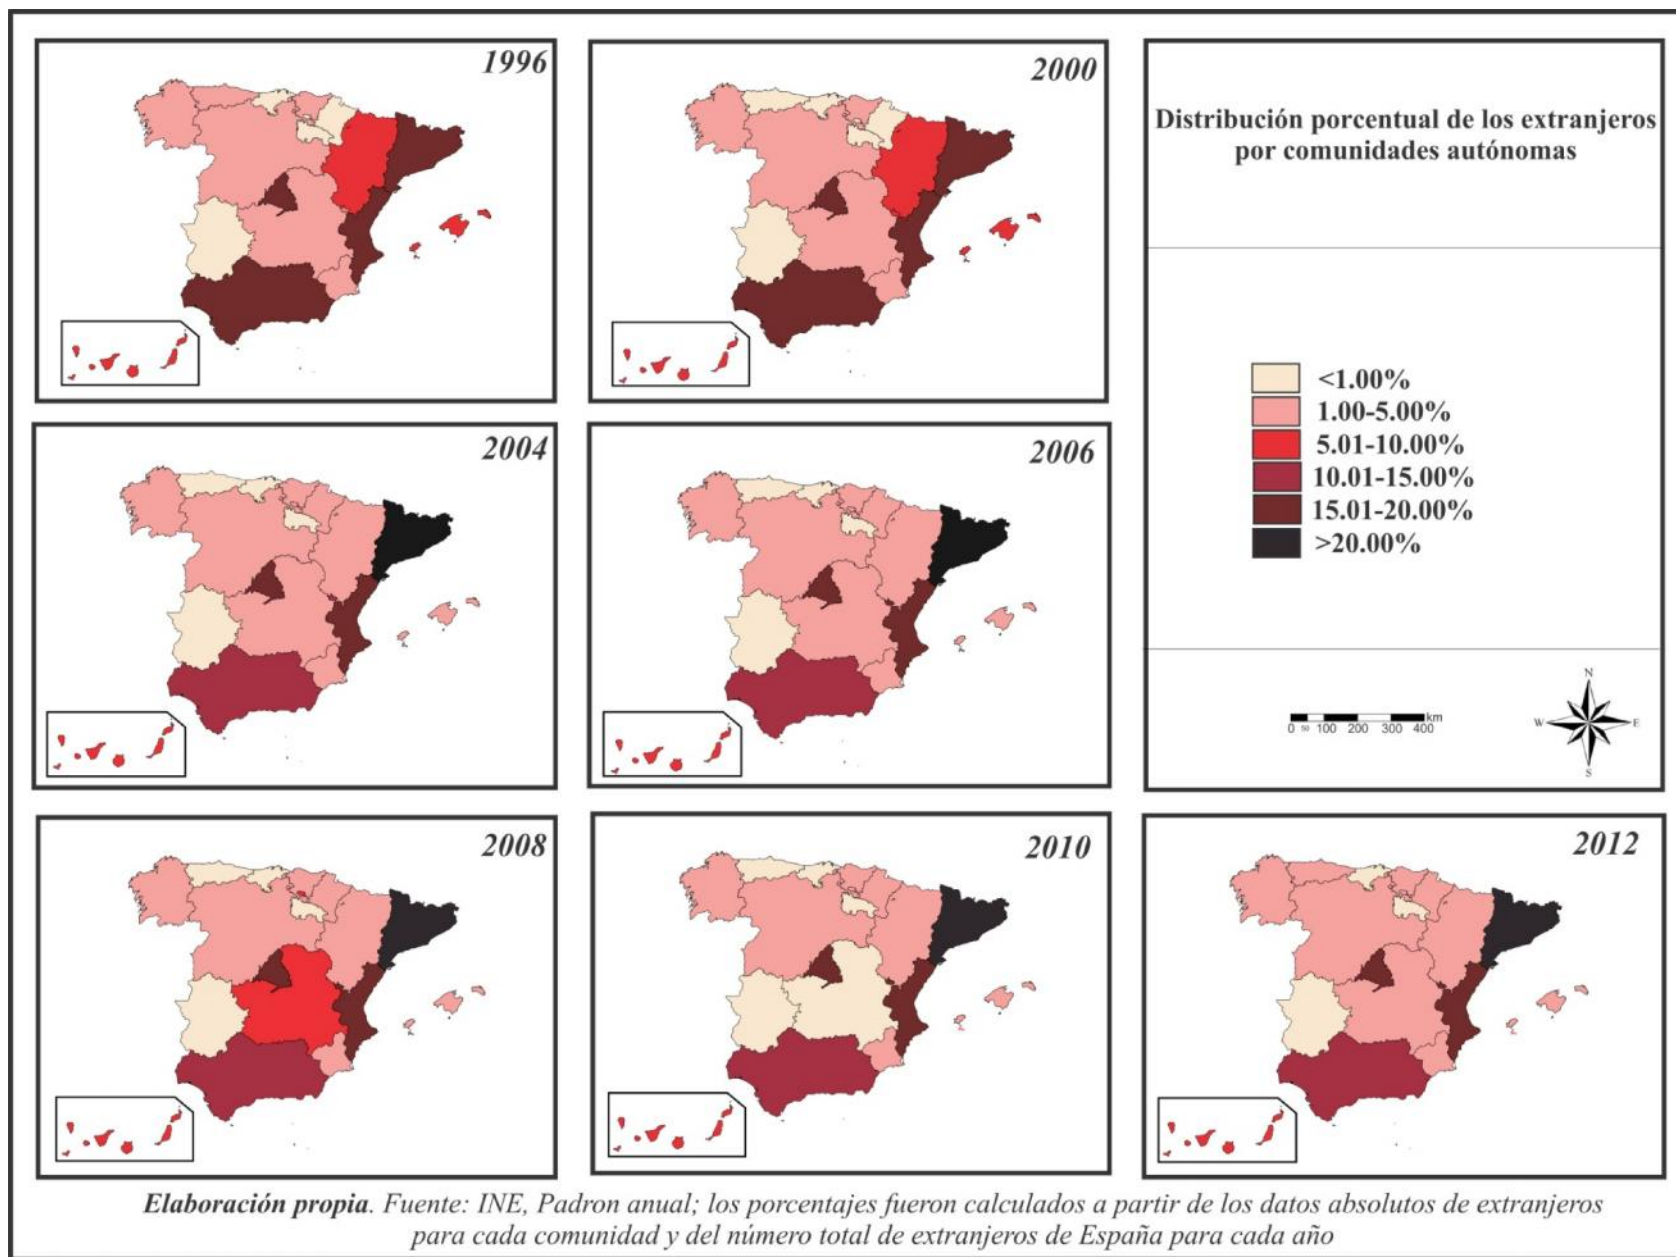 1996
2000
Distribución porcentual de los extranjeros
por comunidades autónomas
<1.00%
1.00-5.00%
5.01-10.00%
10.01-15.00%
15.01-20.00%
>20.00%
N
W
E
S
km
0 50 100 200 300 400
2004
2006
2008
2010
2012
Elaboración propia. Fuente: INE, Padron anual; los porcentajes fueron calculados a partir de los datos absolutos de extranjeros
para cada comunidad y del número total de extranjeros de España para cada año